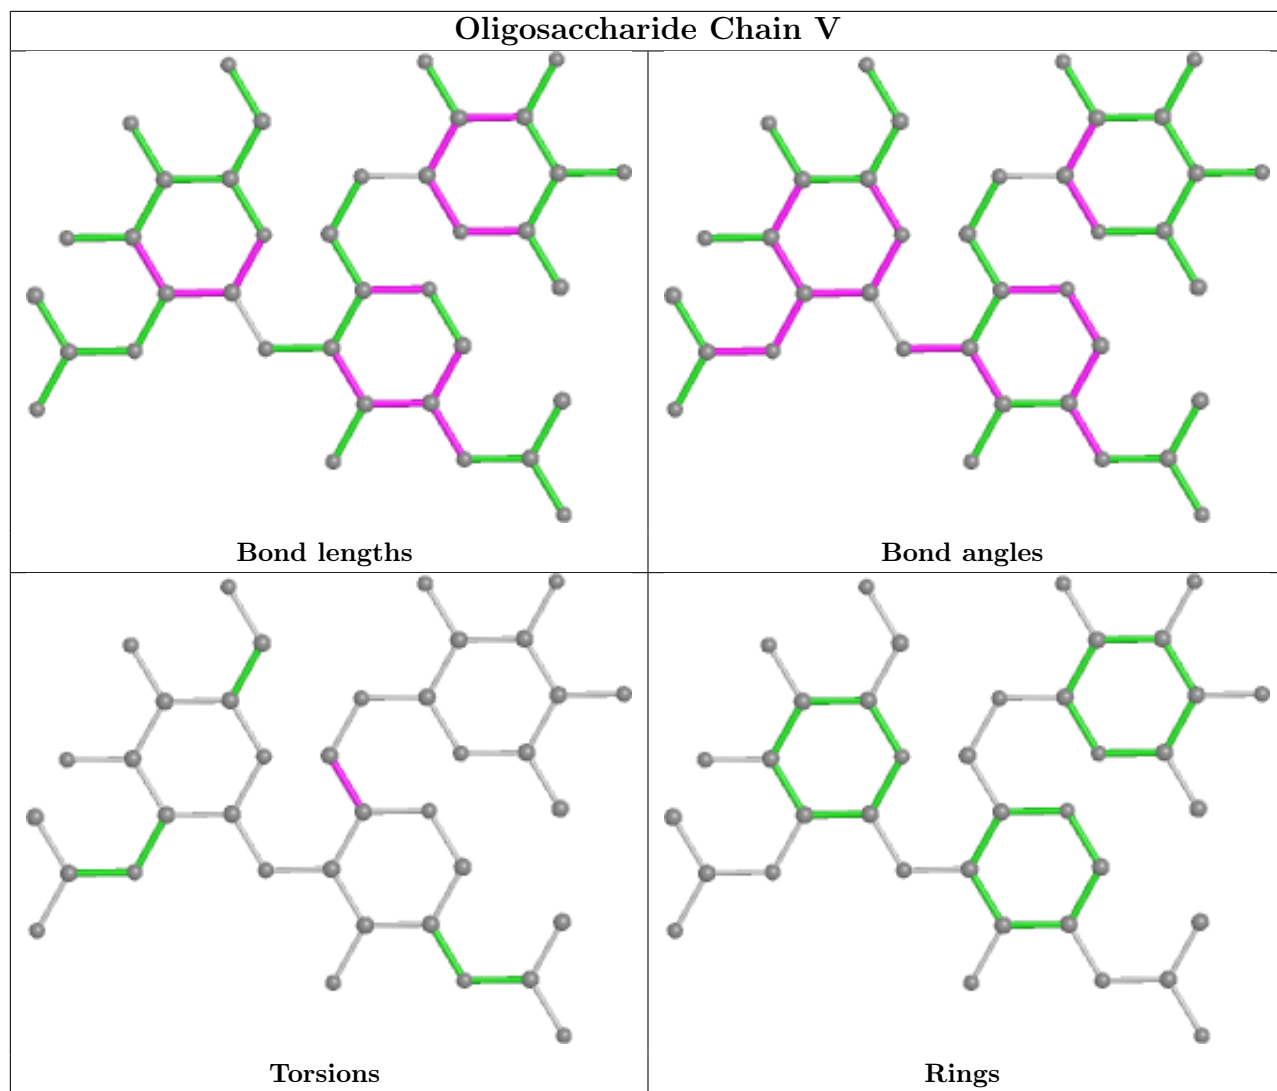 Oligosaccharide Chain V
Bond lengths
Bond angles
Torsions
Rings